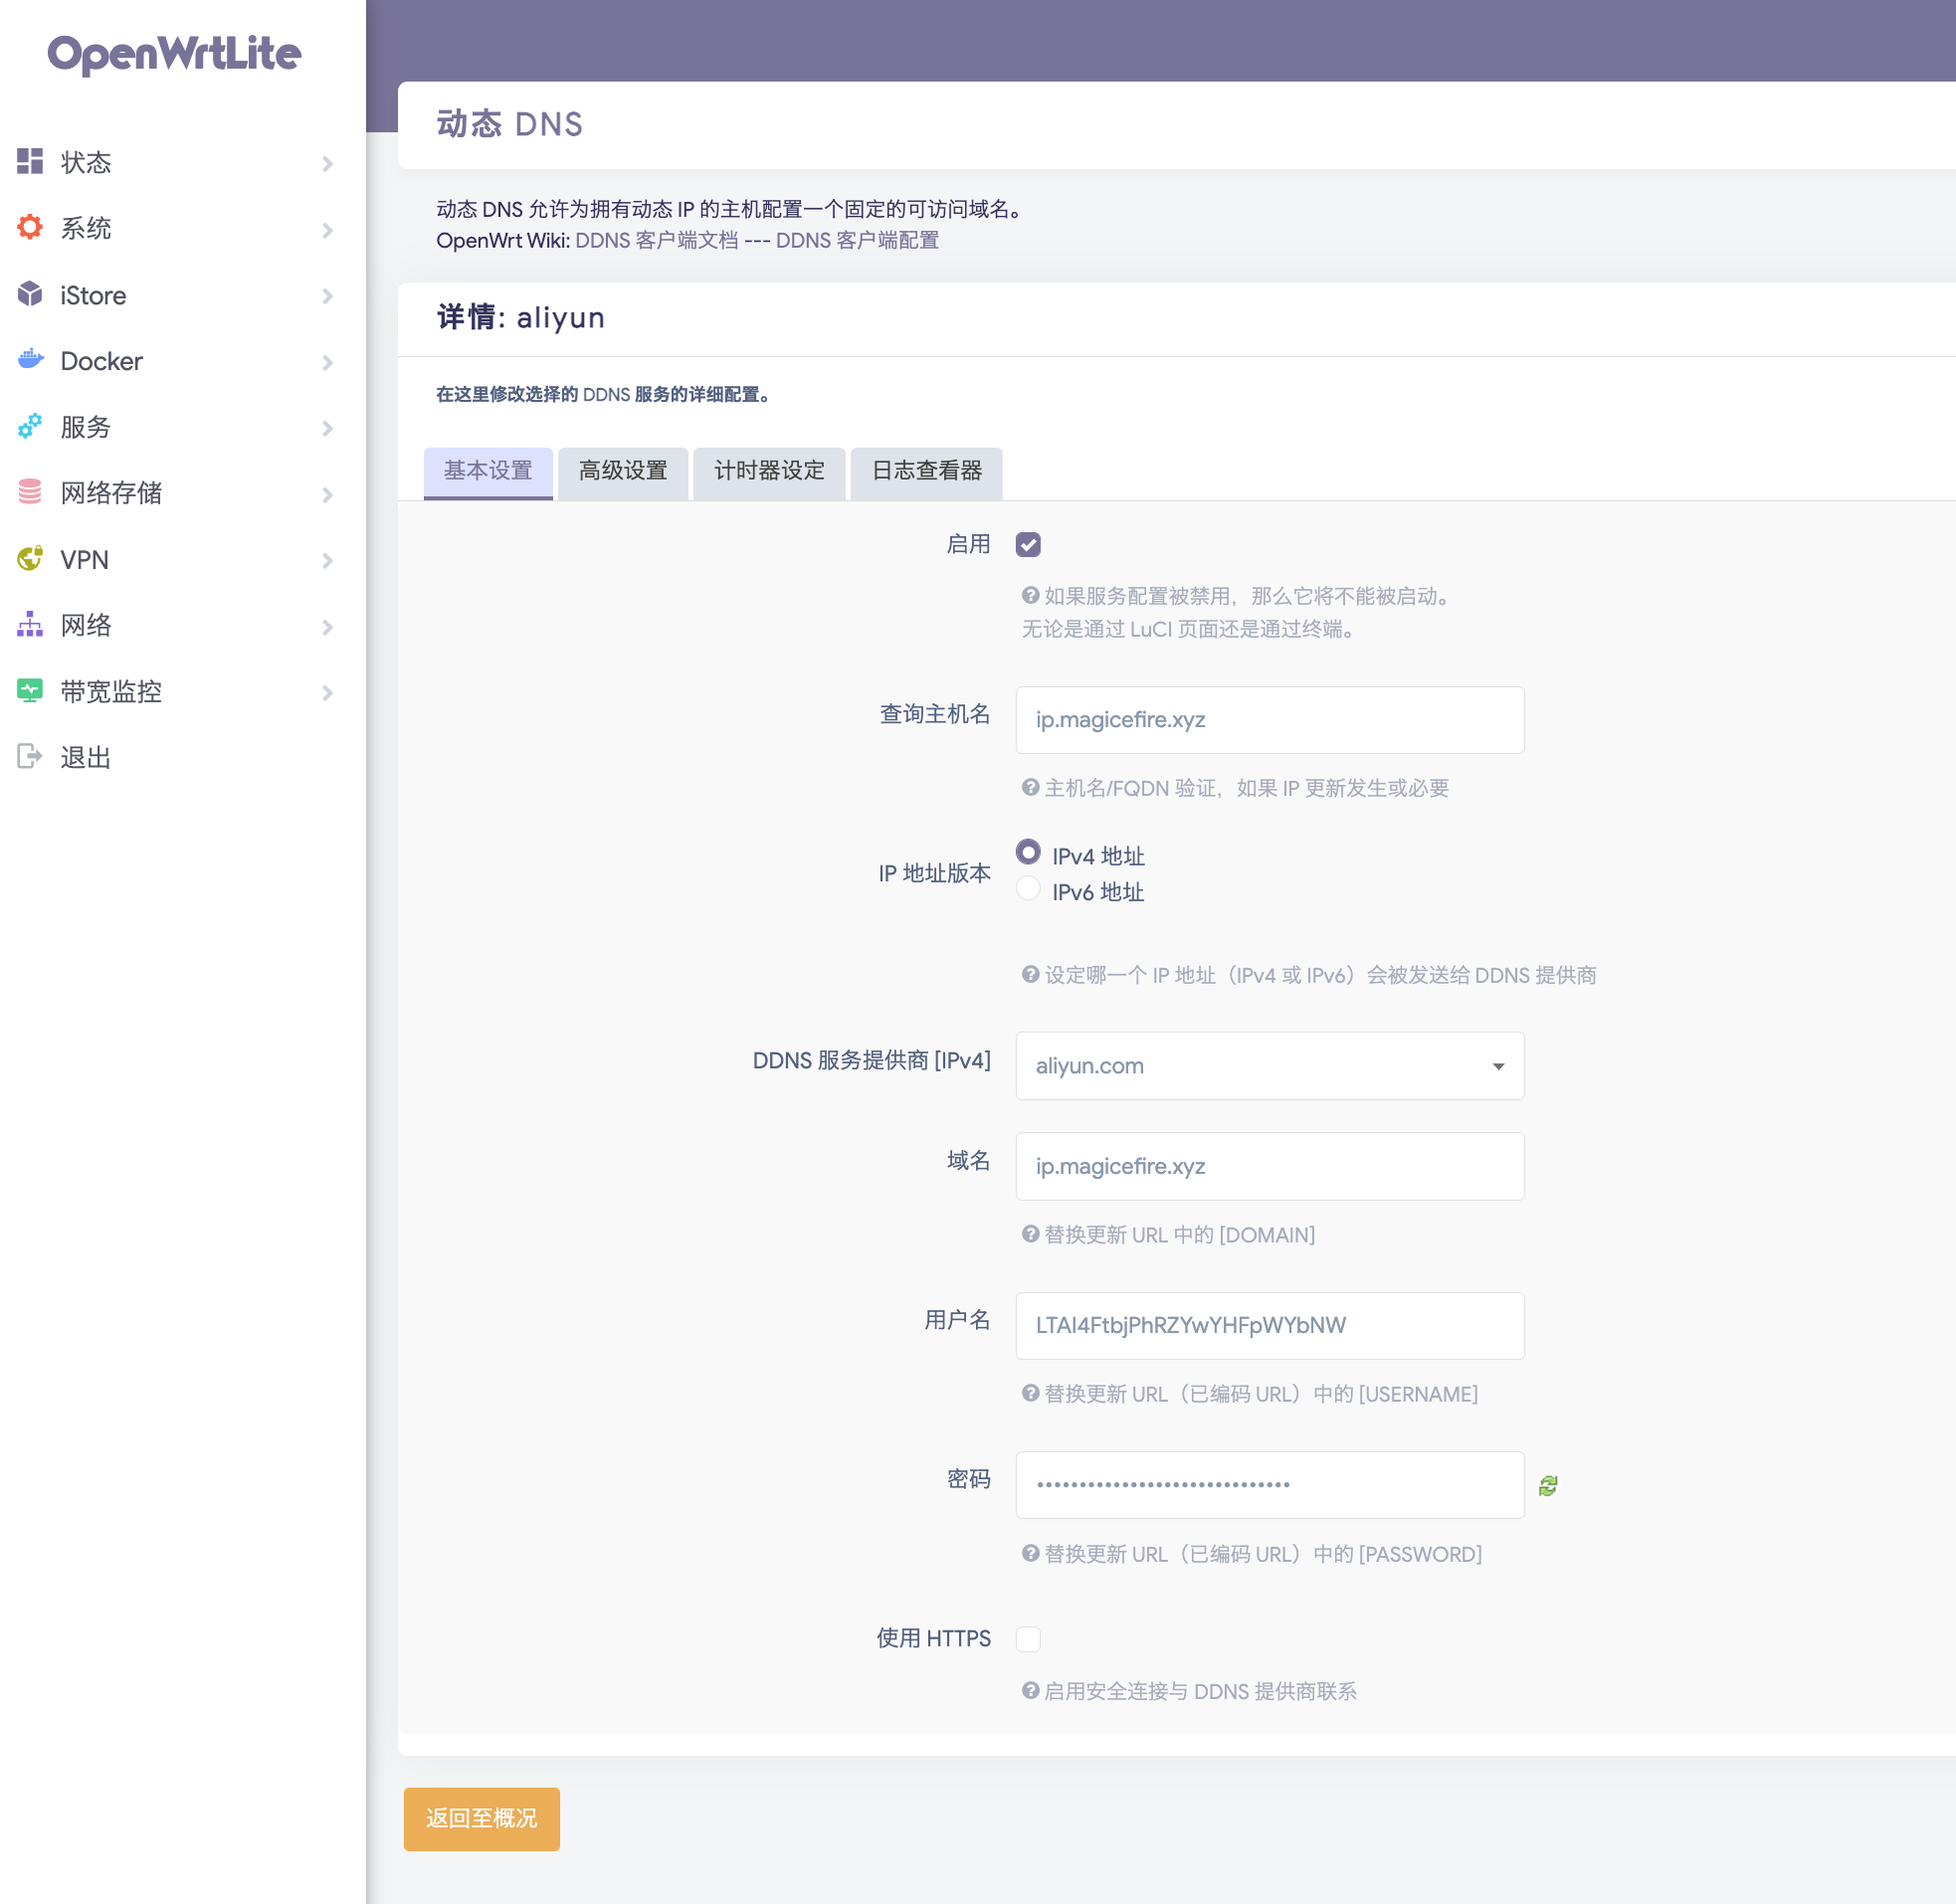 OpenWrtLite
状态
系统
iStore
Docker
服务
网络存储
VPN
网络
带宽监控
退出
动态 DNS
动态 DNS 允许为拥有动态 IP 的主机配置一个固定的可访问域名。
OpenWrt Wiki: DDNS 客户端文档 --- DDNS 客户端配置
详情: aliyun
在这里修改选择的 DDNS 服务的详细配置。
基本设置 高级设置 计时器设定 日志查看器
启用
如果服务配置被禁用，那么它将不能被启动。
无论是通过 LuCI 页面还是通过终端。
查询主机名 ip.magicefire.xyz
主机名/FQDN 验证，如果 IP 更新发生或必要
IP 地址版本
IPv4 地址
IPv6 地址
设定哪一个 IP 地址（IPv4 或 IPv6）会被发送给 DDNS 提供商
DDNS 服务提供商 [IPv4] aliyun.com
域名 ip.magicefire.xyz
替换更新 URL 中的 [DOMAIN]
用户名 LTAI4FtbjPhRZYwYHFpWYbNW
替换更新 URL（已编码 URL）中的 [USERNAME]
密码 ••••••••••••••••••••••••••••••
替换更新 URL（已编码 URL）中的 [PASSWORD]
使用 HTTPS
启用安全连接与 DDNS 提供商联系
返回至概况